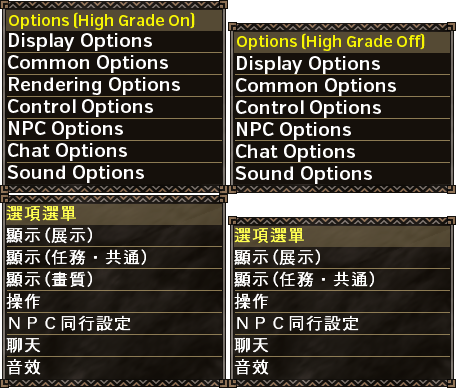 Options (High Grade On)
Display Options
Common Options
Rendering Options
Control Options
NPC Options
Chat Options
Sound Options
Options (High Grade Off)
Display Options
Common Options
Control Options
NPC Options
Chat Options
Sound Options
選項選單
顯示(展示)
顯示(任務・共通)
顯示(畫質)
操作
ＮＰＣ同行設定
聊天
音效
選項選單
顯示(展示)
顯示(任務・共通)
操作
ＮＰＣ同行設定
聊天
音效